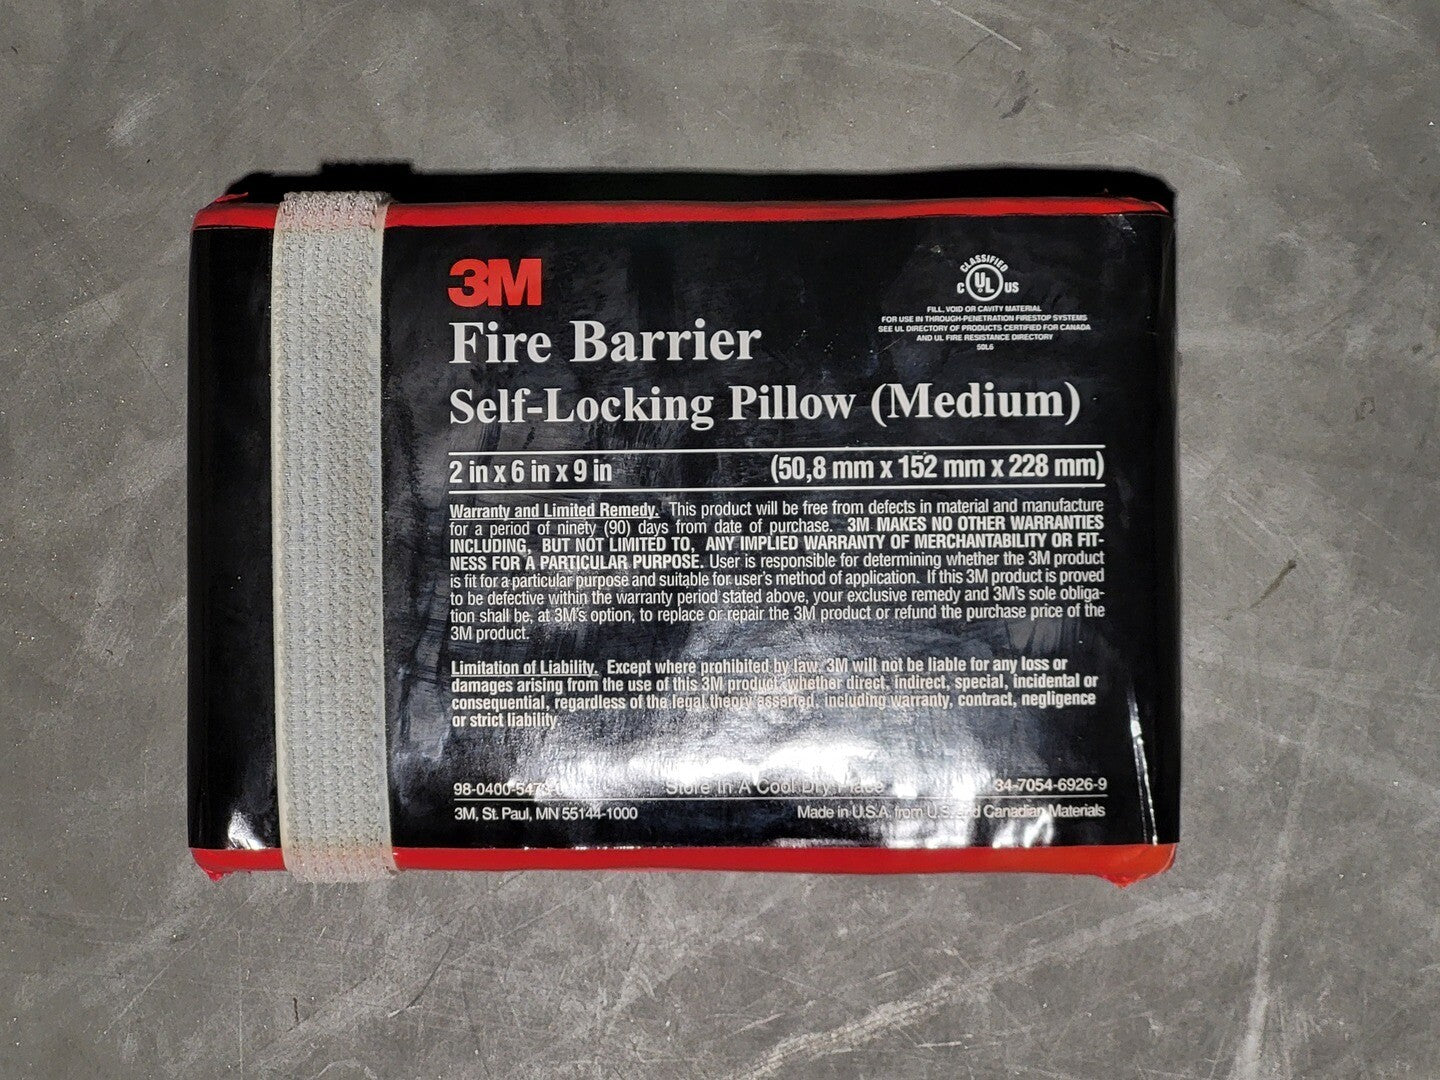 3M
Fire Barrier
Self-Locking Pillow (Medium)
CLASSIFIED
C UL US
FILL, VOID OR CAVITY MATERIAL
FOR USE IN THROUGH-PENETRATION FIRESTOP SYSTEMS
SEE UL DIRECTORY OF PRODUCTS CERTIFIED FOR CANADA
AND UL FIRE RESISTANCE DIRECTORY
50L6
2 in x 6 in x 9 in (50,8 mm x 152 mm x 228 mm)
Warranty and Limited Remedy. This product will be free from defects in material and manufacture
for a period of ninety (90) days from date of purchase. 3M MAKES NO OTHER WARRANTIES
INCLUDING, BUT NOT LIMITED TO, ANY IMPLIED WARRANTY OF MERCHANTABILITY OR FIT-
NESS FOR A PARTICULAR PURPOSE. User is responsible for determining whether the 3M product
is fit for a particular purpose and suitable for user's method of application. If this 3M product is proved
to be defective within the warranty period stated above, your exclusive remedy and 3M's sole obliga-
tion shall be, at 3M's option, to replace or repair the 3M product or refund the purchase price of the
3M product.
Limitation of Liability. Except where prohibited by law, 3M will not be liable for any loss or
damages arising from the use of this 3M product, whether direct, indirect, special, incidental or
consequential, regardless of the legal theory asserted, including warranty, contract, negligence
or strict liability.
Store In A Cool Dry Place 34-7054-6926-9
3M, St. Paul, MN 55144-1000 Made in U.S.A. from U.S. and Canadian Materials